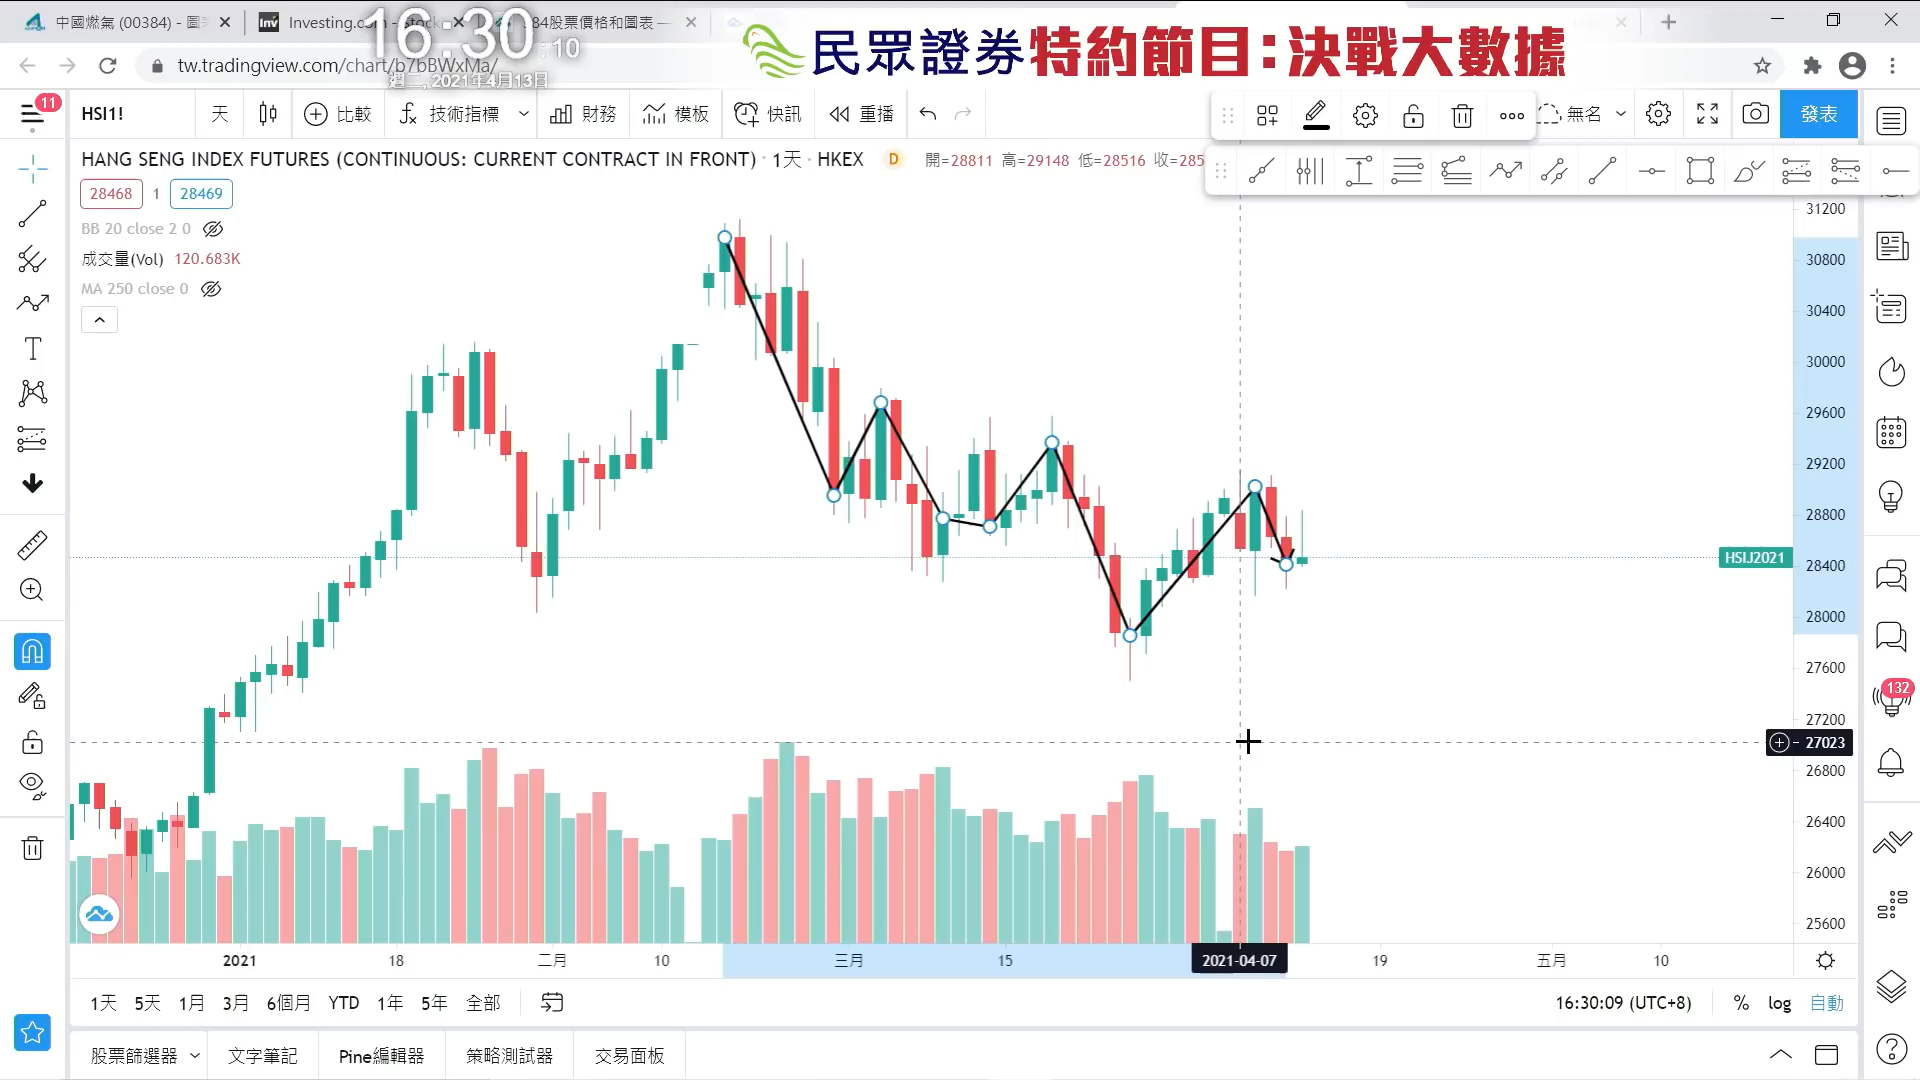 中國燃氣 (00384) - 圖
Investing.co
384股票價格和圖表 —
16:30:10
週二, 2021年4月13日
民眾證券特約節目:決戰大數據
tw.tradingview.com/chart/b7bBWxMa/
11
HSI1!
天
比較
技術指標
財務
模板
快訊
重播
無名
發表
HANG SENG INDEX FUTURES (CONTINUOUS: CURRENT CONTRACT IN FRONT) · 1天 · HKEX
D
開=28811 高=29148 低=28516 收=285
28468 1 28469
BB 20 close 2 0
成交量(Vol) 120.683K
MA 250 close 0
31200
30800
30400
30000
29600
29200
28800
HSIJ2021
28400
28000
27600
27200
27023
26800
26400
26000
25600
132
2021 18 二月 10 三月 15 2021-04-07 19 五月 10
1天 5天 1月 3月 6個月 YTD 1年 5年 全部
16:30:09 (UTC+8) % log 自動
股票篩選器 文字筆記 Pine編輯器 策略測試器 交易面板